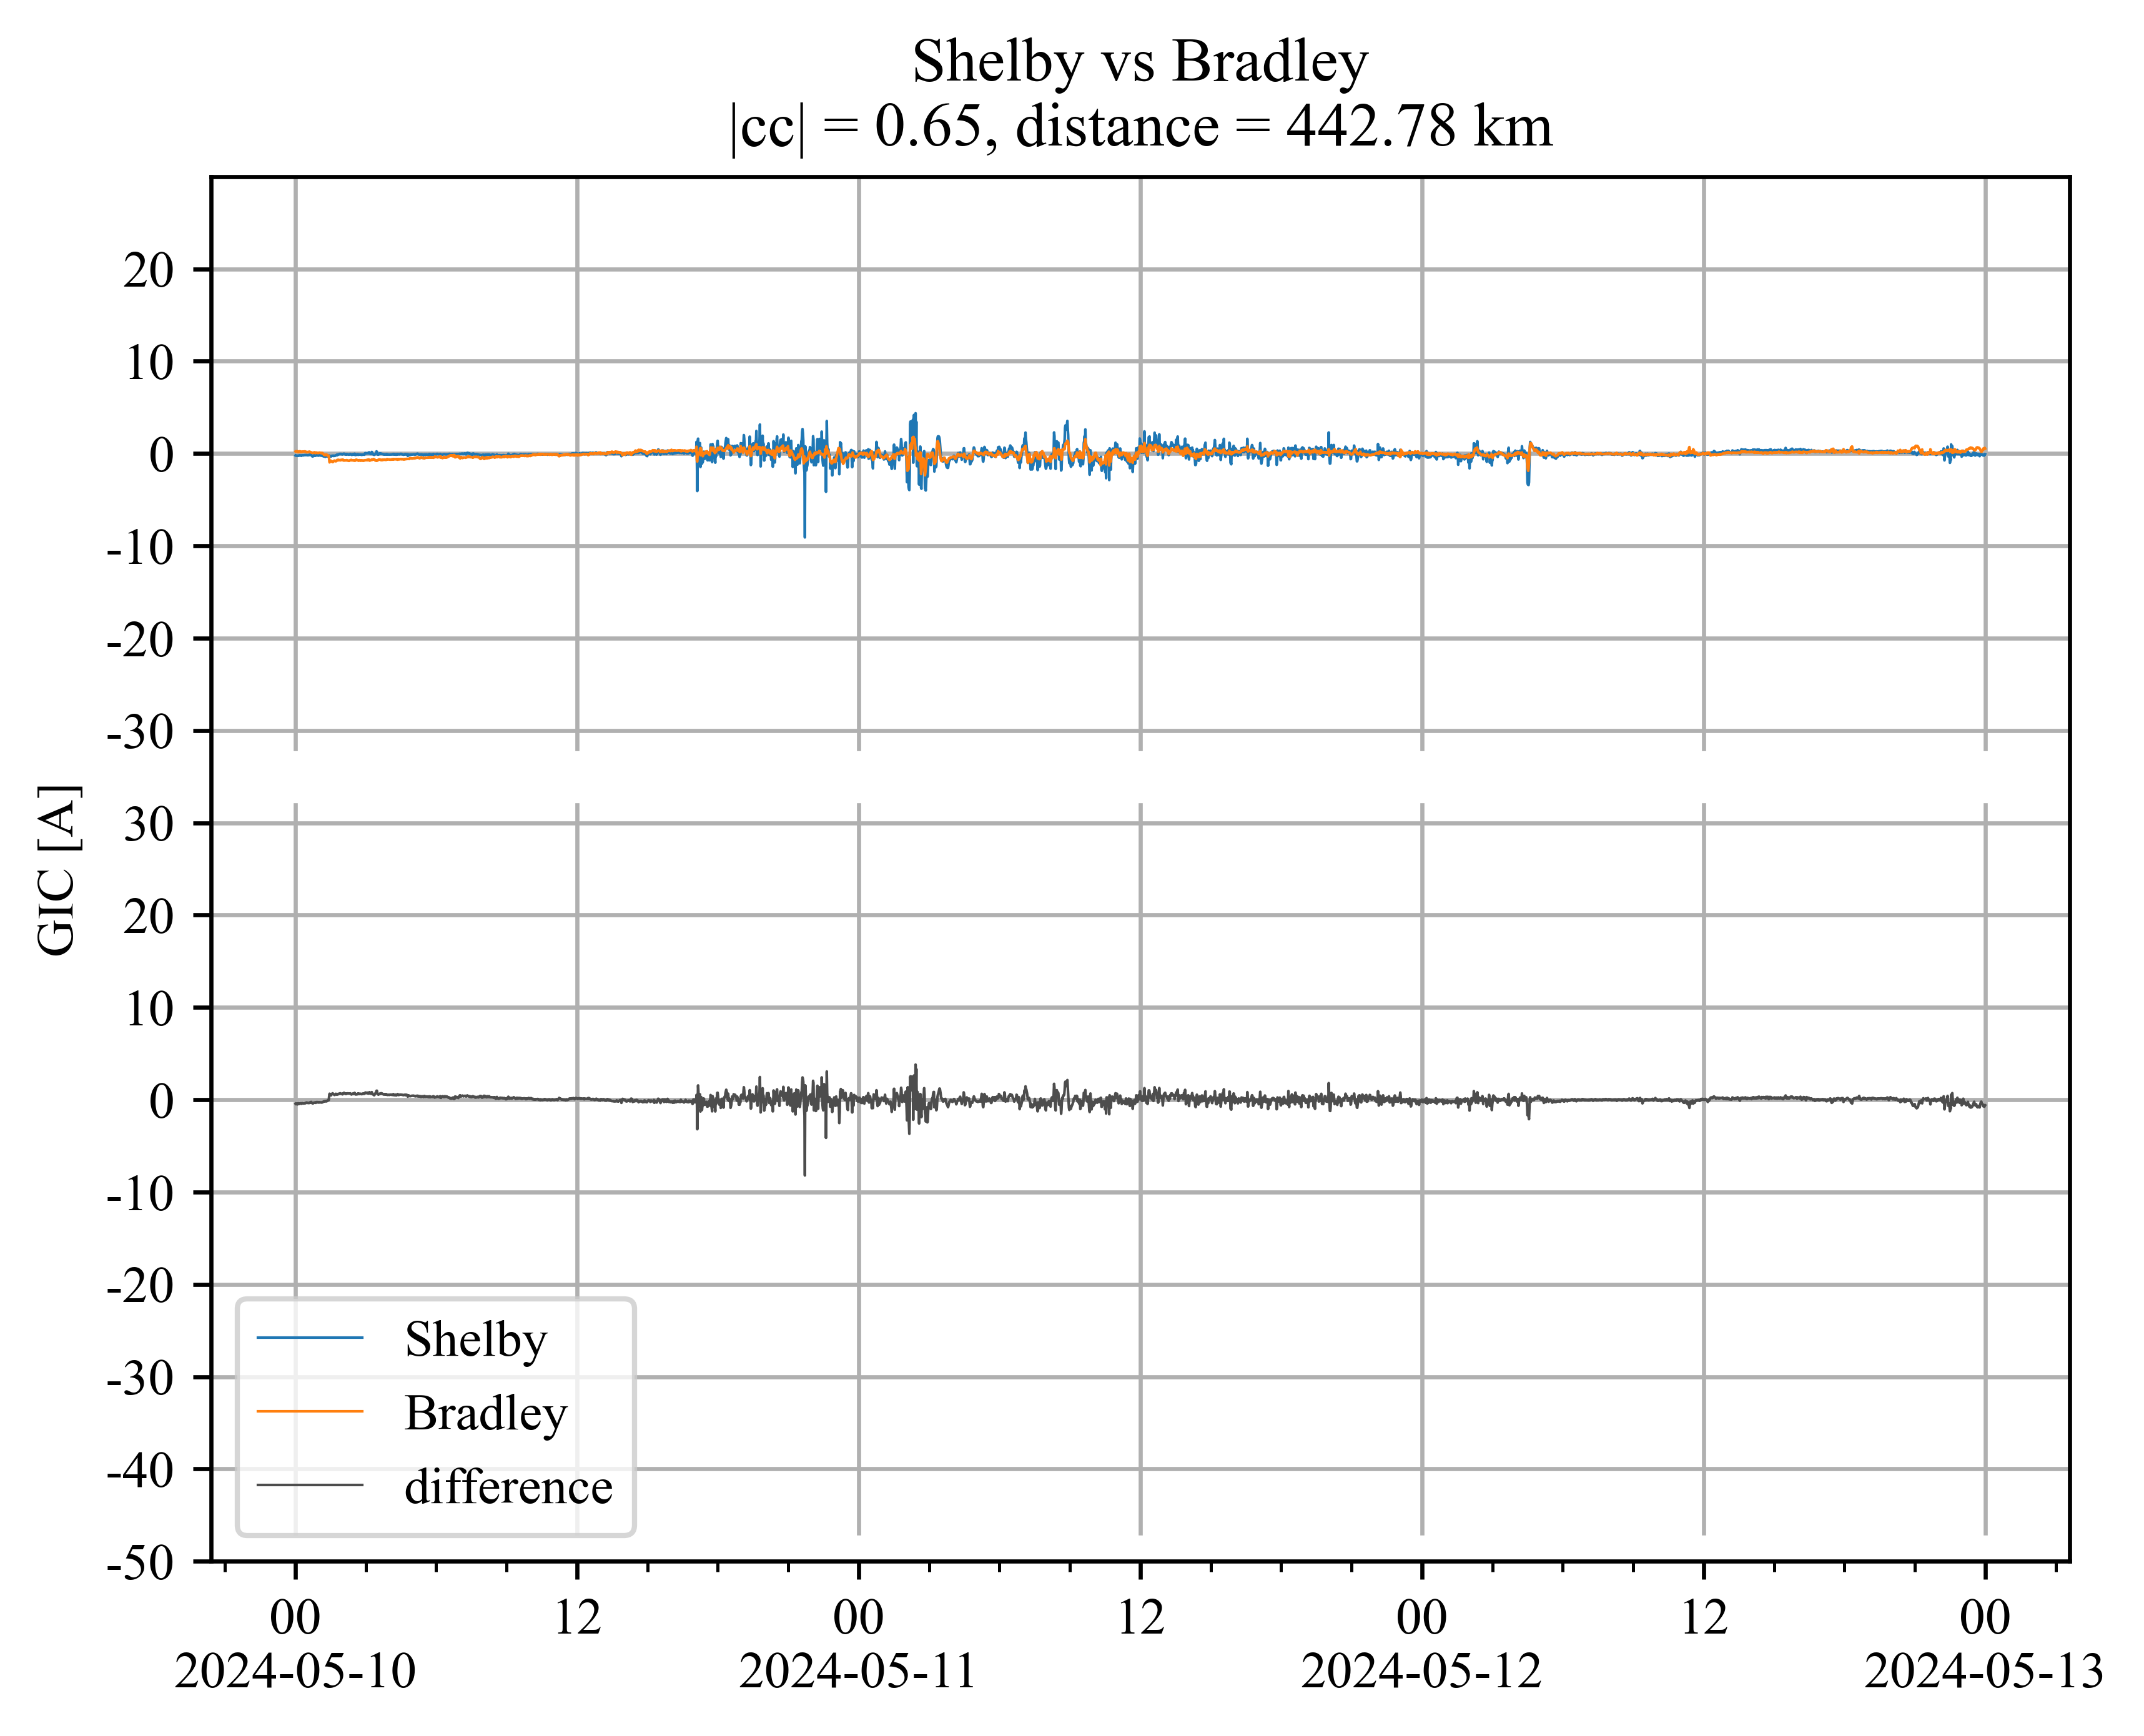 Shelby vs Bradley
|cc| = 0.65, distance = 442.78 km
GIC [A]
20
10
0
-10
-20
-30
30
20
10
0
-10
-20
-30
-40
-50
Shelby
Bradley
difference
00 12 00 12 00 12 00
2024-05-10 2024-05-11 2024-05-12 2024-05-13